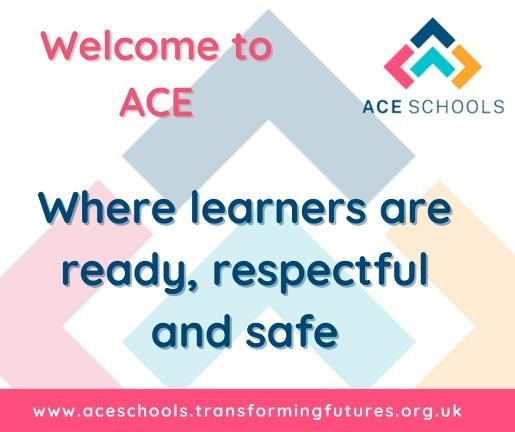 Welcome to
ACE
ACE SCHOOLS
Where learners are
ready, respectful
and safe
www.aceschools.transformingfutures.org.uk